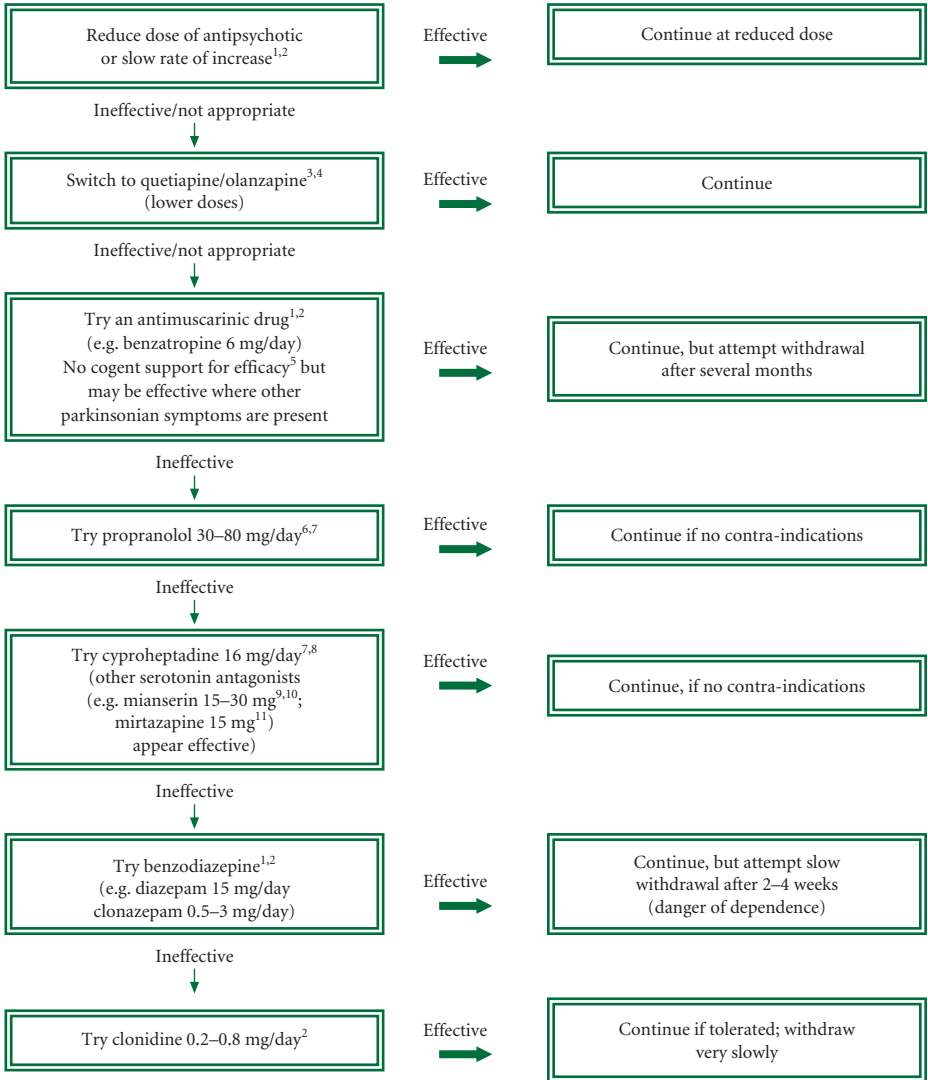 Reduce dose of antipsychotic
or slow rate of increase1,2
Effective
Continue at reduced dose
Ineffective/not appropriate
Switch to quetiapine/olanzapine3,4
(lower doses)
Effective
Continue
Ineffective/not appropriate
Try an antimuscarinic drug1,2
(e.g. benzatropine 6 mg/day)
No cogent support for efficacy5 but
may be effective where other
parkinsonian symptoms are present
Effective
Continue, but attempt withdrawal
after several months
Ineffective
Try propranolol 30–80 mg/day6,7
Effective
Continue if no contra-indications
Ineffective
Try cyproheptadine 16 mg/day7,8
(other serotonin antagonists
(e.g. mianserin 15–30 mg9,10;
mirtazapine 15 mg11)
appear effective)
Effective
Continue, if no contra-indications
Ineffective
Try benzodiazepine1,2
(e.g. diazepam 15 mg/day
clonazepam 0.5–3 mg/day)
Effective
Continue, but attempt slow
withdrawal after 2–4 weeks
(danger of dependence)
Ineffective
Try clonidine 0.2–0.8 mg/day2
Effective
Continue if tolerated; withdraw
very slowly